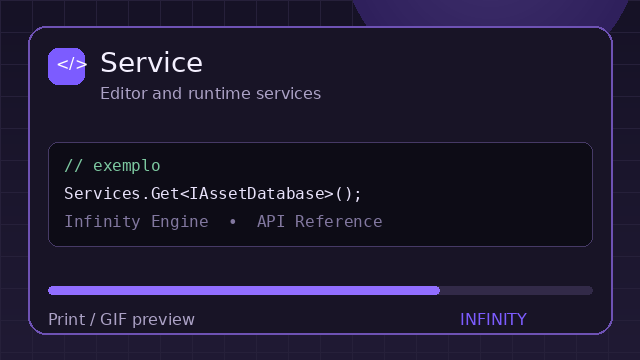 </>
Service
Editor and runtime services
// exemplo
Services.Get<IAssetDatabase>();
Infinity Engine • API Reference
Print / GIF preview
INFINITY